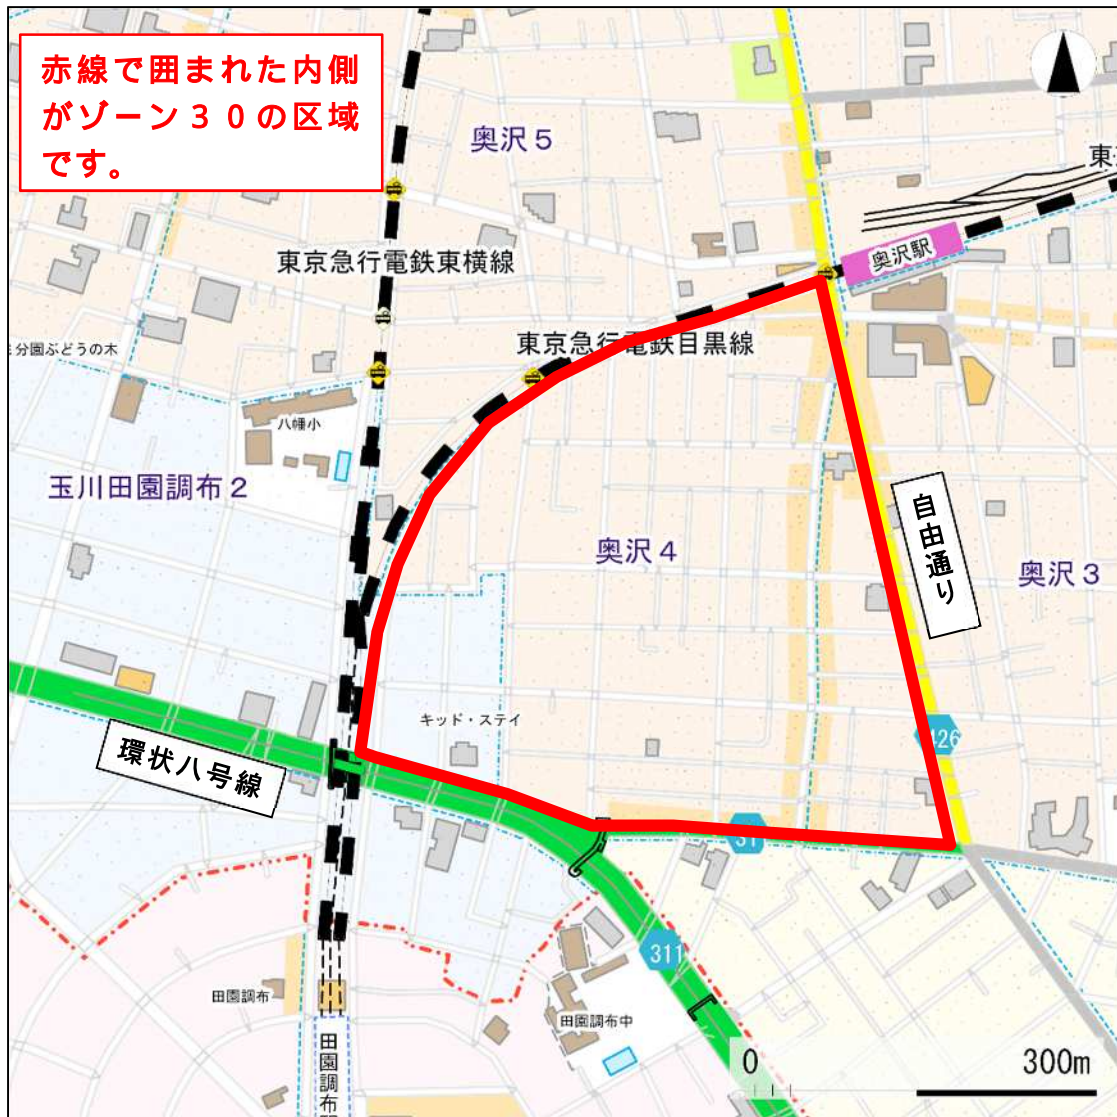 赤線で囲まれた内側
がゾーン３０の区域
です。
奥沢５
東京急行電鉄東横線
奥沢駅
東京急行電鉄目黒線
分園ぶどうの木
八幡小
玉川田園調布２
奥沢４
自由通り
奥沢３
キッド・ステイ
環状八号線
426
311
田園調布
田園調布中
田園調布
0
300m